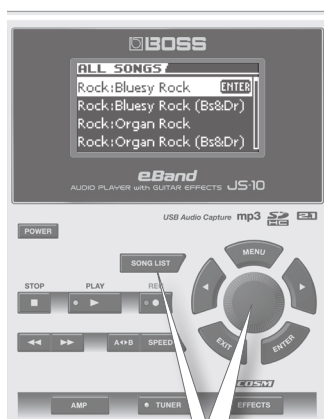 BOSS
ALL SONGS
Rock:Bluesy Rock ENTER
Rock:Bluesy Rock (Bs&Dr)
Rock:Organ Rock
Rock:Organ Rock (Bs&Dr)
eBand
AUDIO PLAYER with GUITAR EFFECTS JS-10
USB Audio Capture mp3 SD HC
POWER
MENU
SONG LIST
STOP PLAY REC
EXIT ENTER
A↔B SPEED
COSM
AMP TUNER EFFECTS